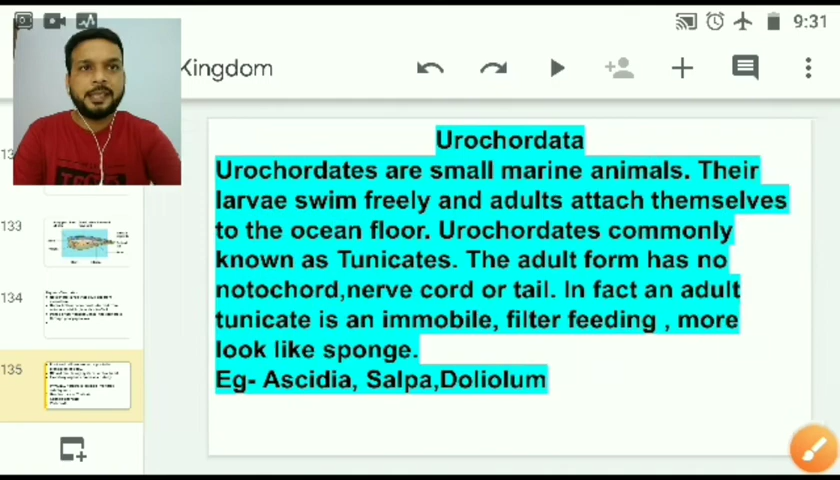 9:31
Kingdom
Urochordata
Urochordates are small marine animals. Their
larvae swim freely and adults attach themselves
to the ocean floor. Urochordates commonly
known as Tunicates. The adult form has no
notochord,nerve cord or tail. In fact an adult
tunicate is an immobile, filter feeding , more
look like sponge.
Eg- Ascidia, Salpa,Doliolum
133
134
135